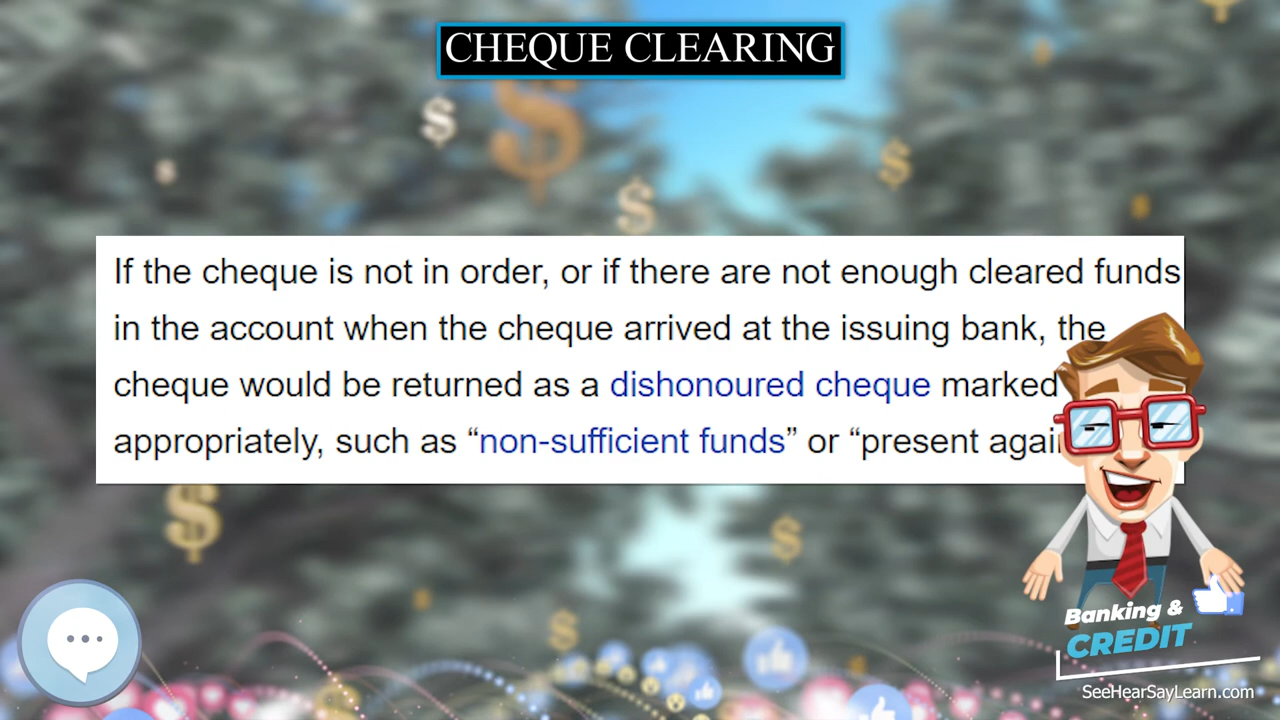 CHEQUE CLEARING
If the cheque is not in order, or if there are not enough cleared funds
in the account when the cheque arrived at the issuing bank, the
cheque would be returned as a dishonoured cheque marked
appropriately, such as “non-sufficient funds” or “present
Banking &
CREDIT
SeeHearSayLearn.com